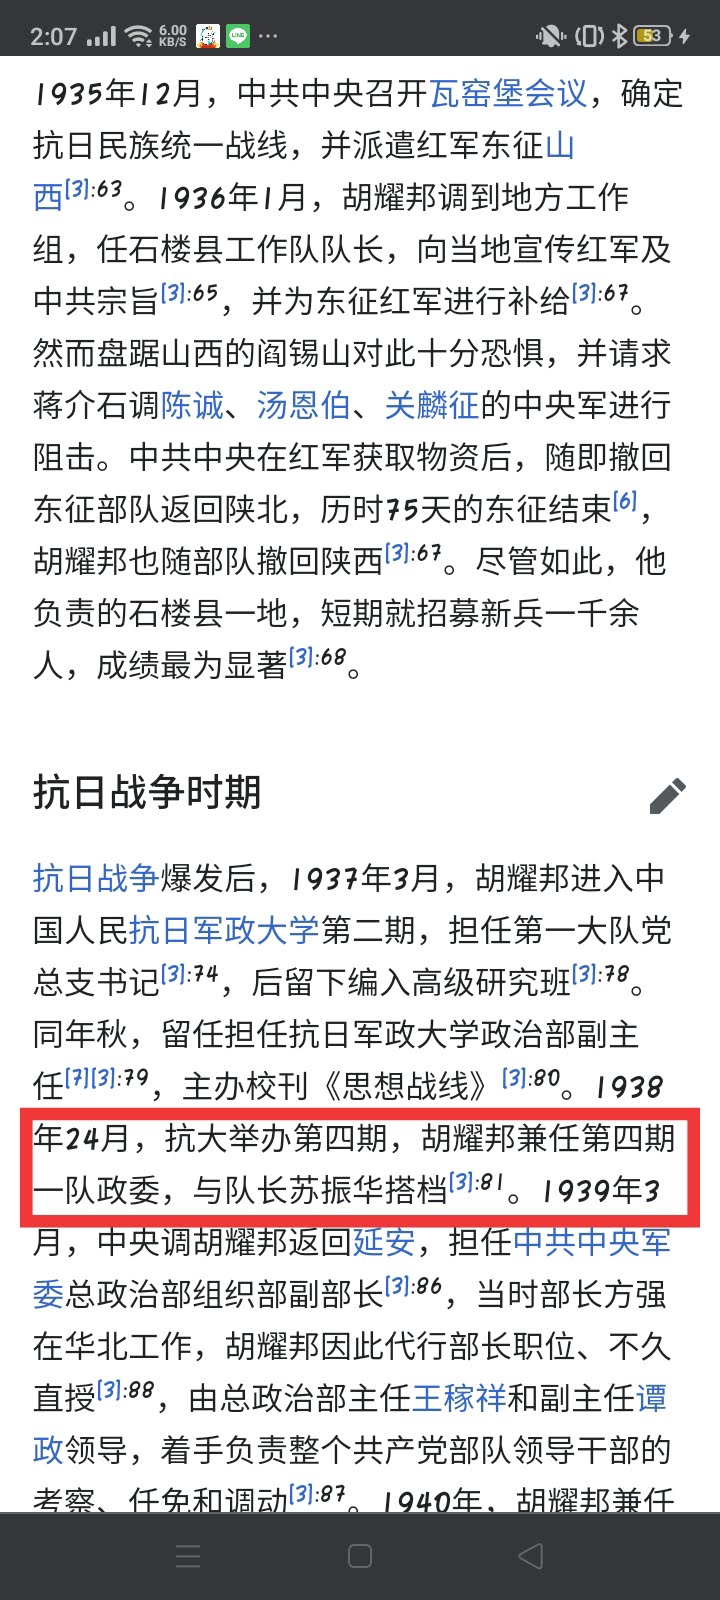 2:07 6.00 KB/S LINE ... 53
1935年12月，中共中央召开瓦窑堡会议，确定
抗日民族统一战线，并派遣红军东征山
西[3]:63。1936年1月，胡耀邦调到地方工作
组，任石楼县工作队队长，向当地宣传红军及
中共宗旨[3]:65，并为东征红军进行补给[3]:67。
然而盘踞山西的阎锡山对此十分恐惧，并请求
蒋介石调陈诚、汤恩伯、关麟征的中央军进行
阻击。中共中央在红军获取物资后，随即撤回
东征部队返回陕北，历时75天的东征结束[6]，
胡耀邦也随部队撤回陕西[3]:67。尽管如此，他
负责的石楼县一地，短期就招募新兵一千余
人，成绩最为显著[3]:68。
抗日战争时期
抗日战争爆发后，1937年3月，胡耀邦进入中
国人民抗日军政大学第二期，担任第一大队党
总支书记[3]:74，后留下编入高级研究班[3]:78。
同年秋，留任担任抗日军政大学政治部副主
任[7][3]:79，主办校刊《思想战线》[3]:80。1938
年24月，抗大举办第四期，胡耀邦兼任第四期
一队政委，与队长苏振华搭档[3]:81。1939年3
月，中央调胡耀邦返回延安，担任中共中央军
委总政治部组织部副部长[3]:86，当时部长方强
在华北工作，胡耀邦因此代行部长职位、不久
直授[3]:88，由总政治部主任王稼祥和副主任谭
政领导，着手负责整个共产党部队领导干部的
考察、任免和调动[3]:87。1940年，胡耀邦兼任